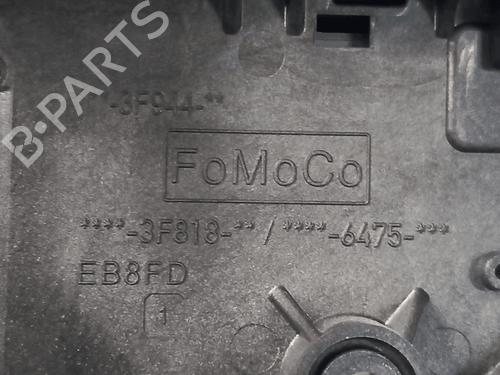 B-PARTS
****-3F944-**
FoMoCo
****-3F818-** / ****-6475-***
EB8FD
1